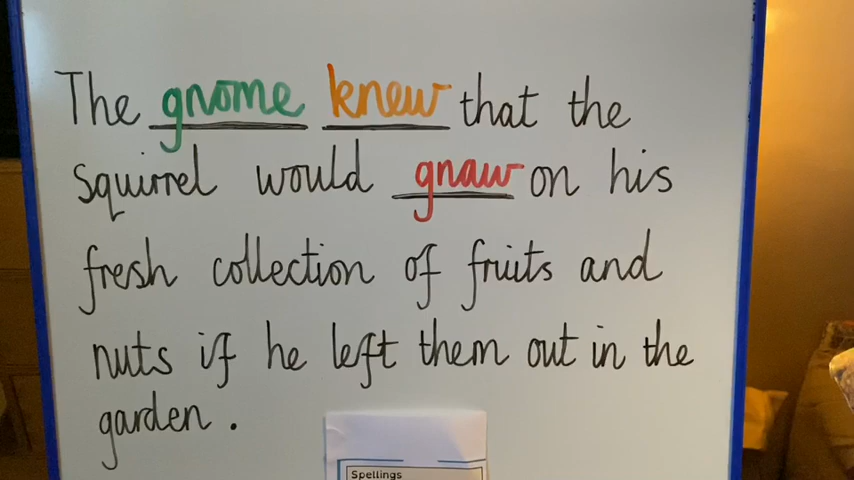 The gnome knew that the
squirrel would gnaw on his
fresh collection of fruits and
nuts if he left them out in the
garden.
Spellings